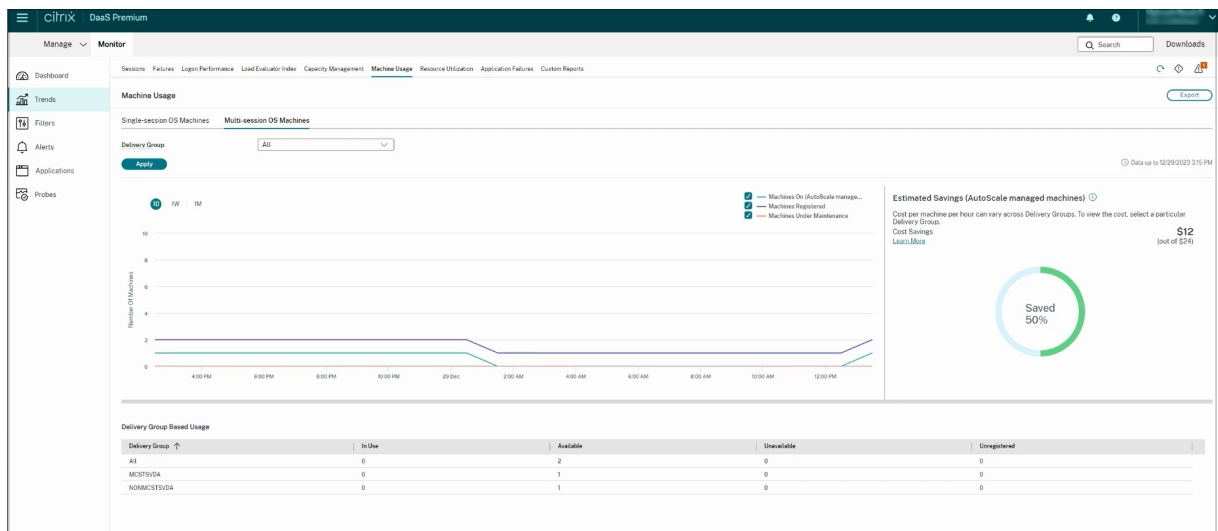 citrix DaaS Premium
Manage Monitor Search Downloads
Dashboard
Trends
Filters
Alerts
Applications
Probes
Sessions Failures Logon Performance Load Evaluator Index Capacity Management Machine Usage Resource Utilization Application Failures Custom Reports
Machine Usage Export
Single-session OS Machines Multi-session OS Machines
Delivery Group All
Apply Data up to 12/29/2023 3:15 PM
1D 1W 1M
Machines On (AutoScale manage...
Machines Registered
Machines Under Maintenance
Number Of Machines
10
8
6
4
2
0
4:00 PM 6:00 PM 8:00 PM 10:00 PM 29 Dec 2:00 AM 4:00 AM 6:00 AM 8:00 AM 10:00 AM 12:00 PM
Estimated Savings (AutoScale managed machines)
Cost per machine per hour can vary across Delivery Groups. To view the cost, select a particular
Delivery Group.
Cost Savings $12
Learn More (out of $24)
Saved
50%
Delivery Group Based Usage
Delivery Group In Use Available Unavailable Unregistered
All 0 2 0 0
MCSTSVDA 0 1 0 0
NONMCSTSVDA 0 1 0 0